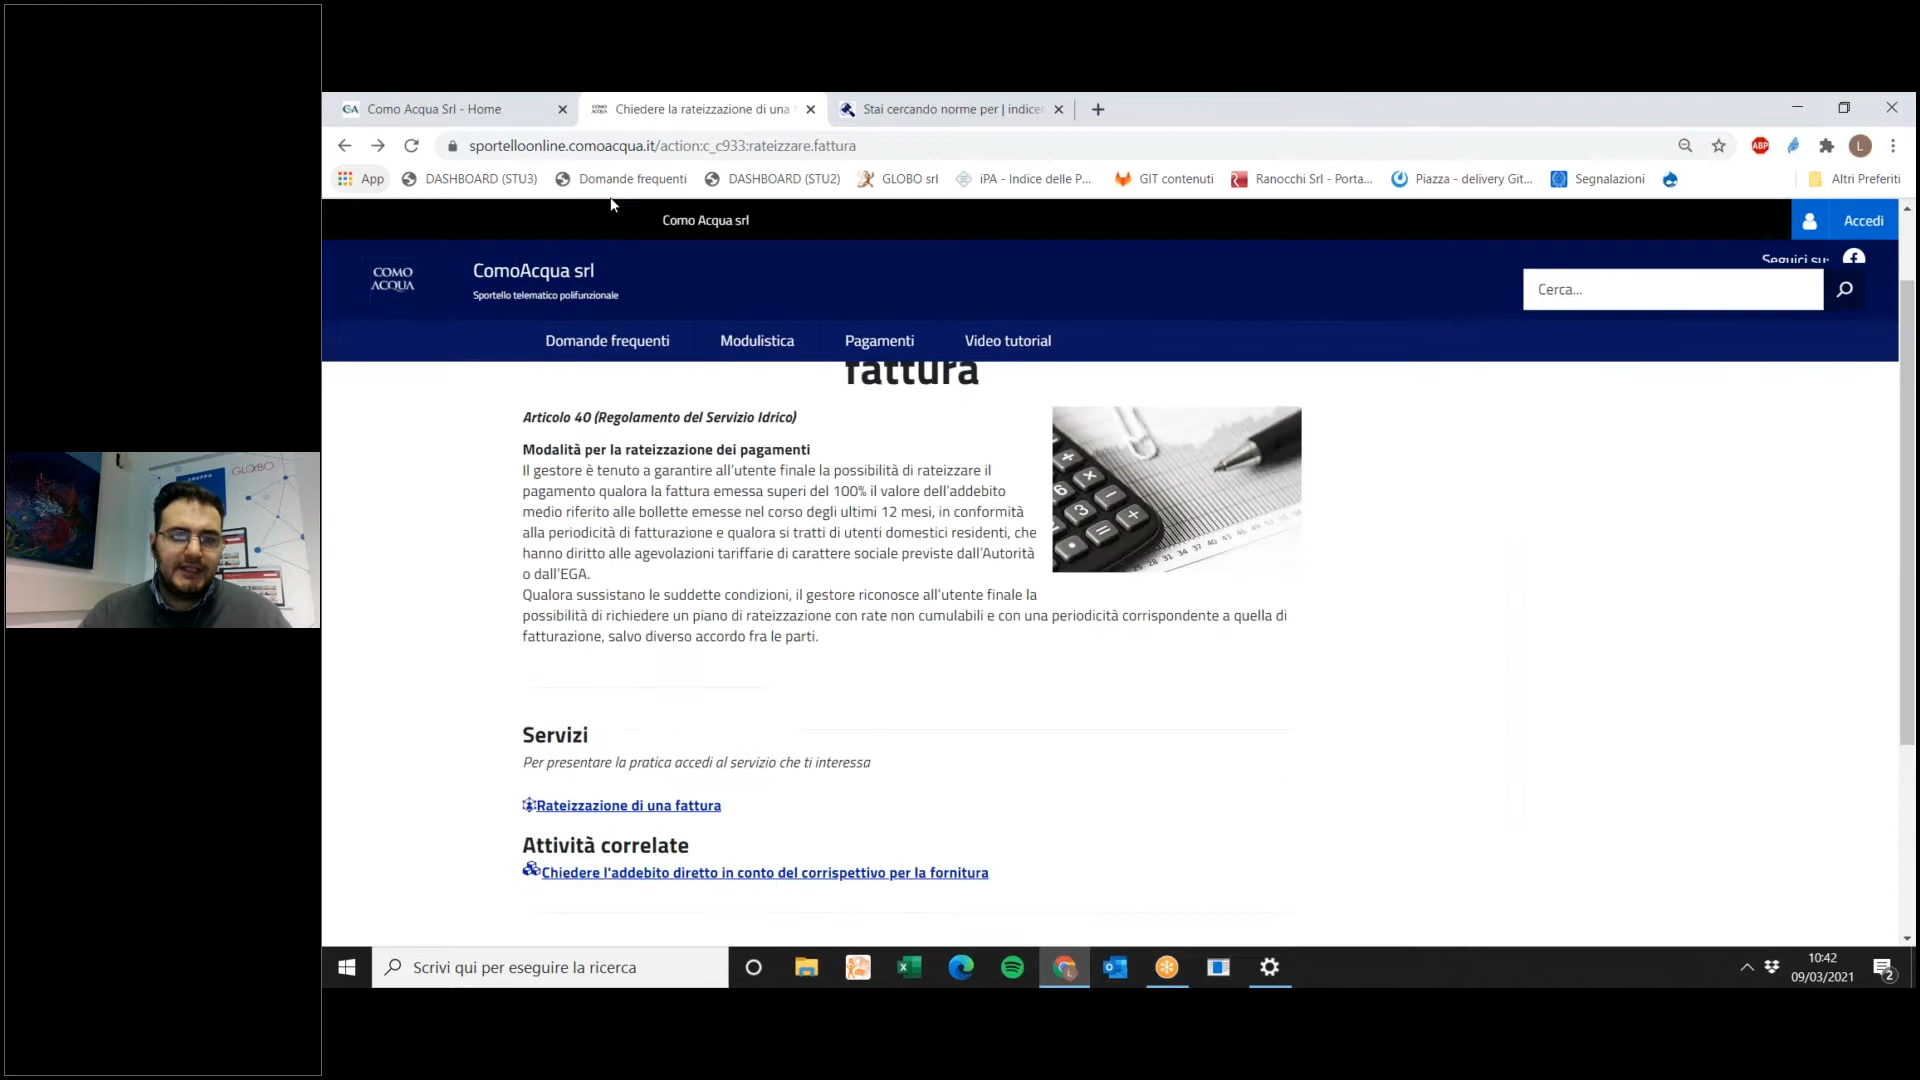 Como Acqua Srl - Home
Chiedere la rateizzazione di una
Stai cercando norme per | indice
sportelloonline.comoacqua.it/action:c_c933:rateizzare.fattura
ABP
L
App
DASHBOARD (STU3)
Domande frequenti
DASHBOARD (STU2)
GLOBO srl
iPA - Indice delle P...
GIT contenuti
Ranocchi Srl - Porta...
Piazza - delivery Git...
Segnalazioni
Altri Preferiti
Como Acqua srl
Accedi
COMO
ACQUA
ComoAcqua srl
Sportello telematico polifunzionale
Seguici su:
Cerca...
Domande frequenti
Modulistica
Pagamenti
Video tutorial
fattura
Articolo 40 (Regolamento del Servizio Idrico)
Modalità per la rateizzazione dei pagamenti
Il gestore è tenuto a garantire all'utente finale la possibilità di rateizzare il
pagamento qualora la fattura emessa superi del 100% il valore dell'addebito
medio riferito alle bollette emesse nel corso degli ultimi 12 mesi, in conformità
alla periodicità di fatturazione e qualora si tratti di utenti domestici residenti, che
hanno diritto alle agevolazioni tariffarie di carattere sociale previste dall'Autorità
o dall'EGA.
Qualora sussistano le suddette condizioni, il gestore riconosce all'utente finale la
possibilità di richiedere un piano di rateizzazione con rate non cumulabili e con una periodicità corrispondente a quella di
fatturazione, salvo diverso accordo fra le parti.
Servizi
Per presentare la pratica accedi al servizio che ti interessa
Rateizzazione di una fattura
Attività correlate
Chiedere l'addebito diretto in conto del corrispettivo per la fornitura
GLOBO
Scrivi qui per eseguire la ricerca
10:42
09/03/2021
2